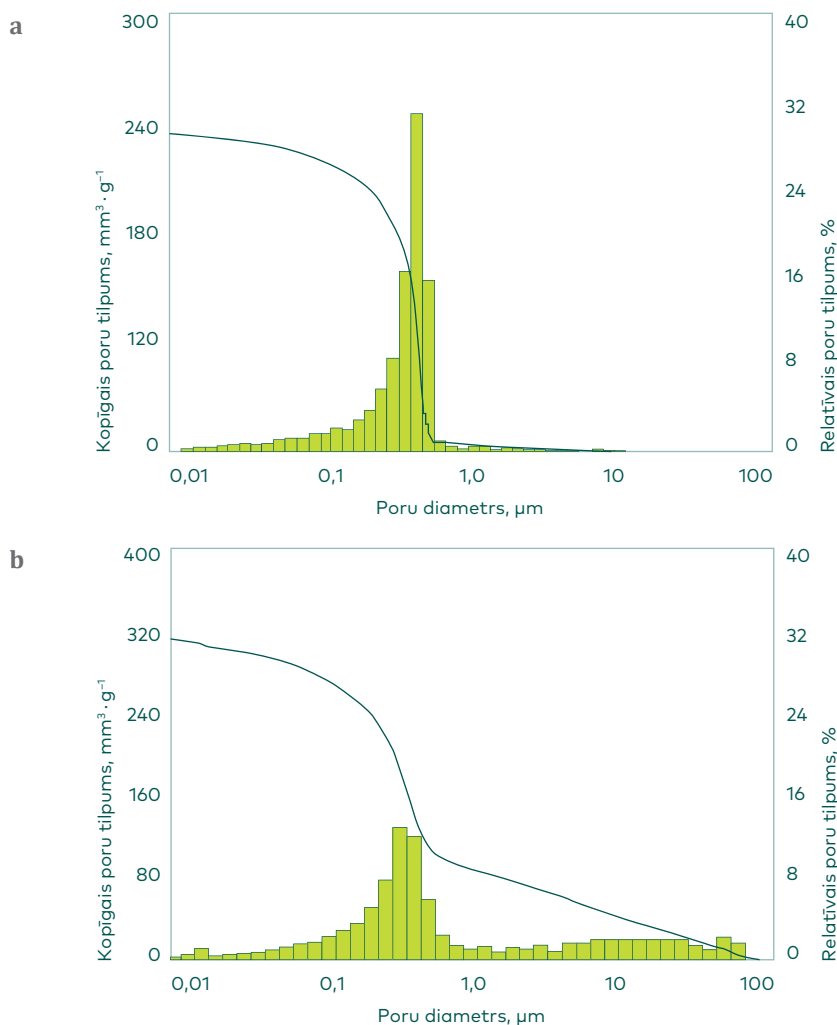 a
300
240
180
120
60
0
Kopīgais poru tilpums, mm³ · g⁻¹
40
32
24
16
8
0
Relatīvais poru tilpums, %
0,01 0,1 1,0 10 100
Poru diametrs, µm
b
400
320
240
160
80
0
Kopīgais poru tilpums, mm³ · g⁻¹
40
32
24
16
8
0
Relatīvais poru tilpums, %
0,01 0,1 1,0 10 100
Poru diametrs, µm